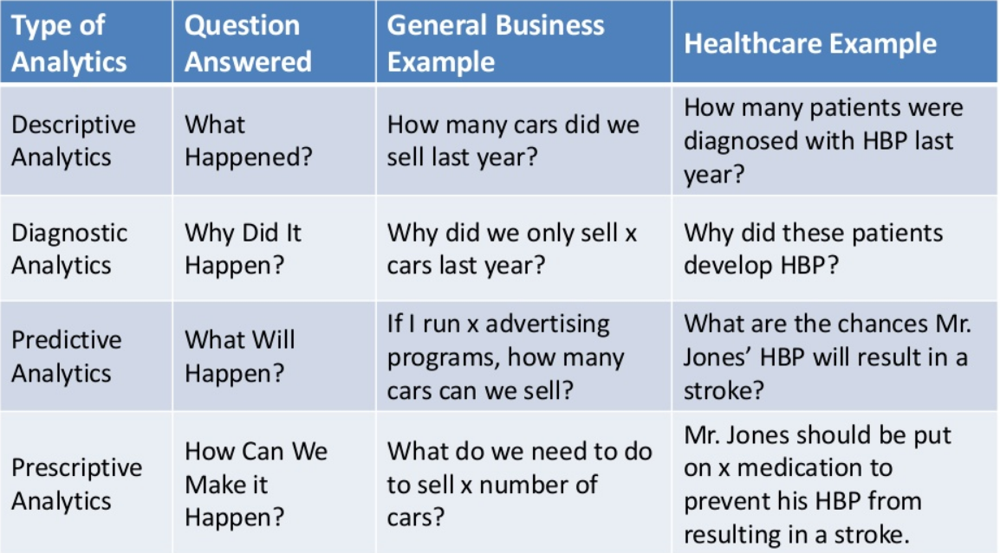 Type of
Analytics
Question
Answered
General Business
Example
Healthcare Example
Descriptive
Analytics
What
Happened?
How many cars did we
sell last year?
How many patients were
diagnosed with HBP last
year?
Diagnostic
Analytics
Why Did It
Happen?
Why did we only sell x
cars last year?
Why did these patients
develop HBP?
Predictive
Analytics
What Will
Happen?
If I run x advertising
programs, how many
cars can we sell?
What are the chances Mr.
Jones’ HBP will result in a
stroke?
Prescriptive
Analytics
How Can We
Make it
Happen?
What do we need to do
to sell x number of
cars?
Mr. Jones should be put
on x medication to
prevent his HBP from
resulting in a stroke.